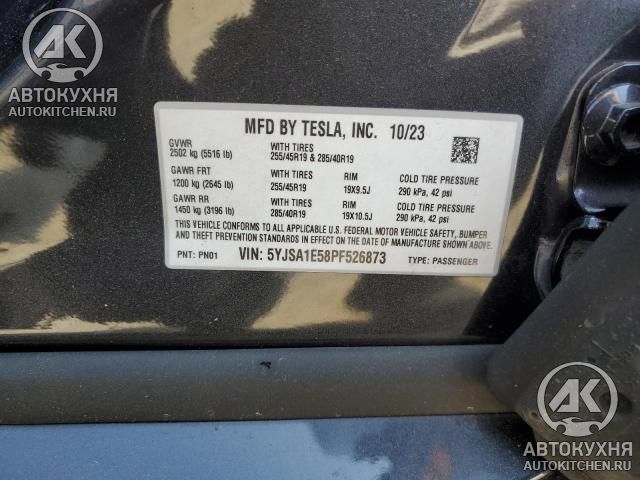 AK
АВТОКУХНЯ
AUTOKITCHEN.RU
MFD BY TESLA, INC. 10/23
GVWR
2502 kg (5516 lb)
WITH TIRES
255/45R19 & 285/40R19
GAWR FRT
1200 kg (2645 lb)
WITH TIRES
255/45R19
RIM
19X9.5J
COLD TIRE PRESSURE
290 kPa, 42 psi
GAWR RR
1450 kg (3196 lb)
WITH TIRES
285/40R19
RIM
19X10.5J
COLD TIRE PRESSURE
290 kPa, 42 psi
THIS VEHICLE CONFORMS TO ALL APPLICABLE U.S. FEDERAL MOTOR VEHICLE SAFETY, BUMPER
AND THEFT PREVENTION STANDARDS IN EFFECT ON THE DATE OF MANUFACTURE SHOWN ABOVE.
PNT: PN01
VIN: 5YJSA1E58PF526873
TYPE: PASSENGER
AK
АВТОКУХНЯ
AUTOKITCHEN.RU